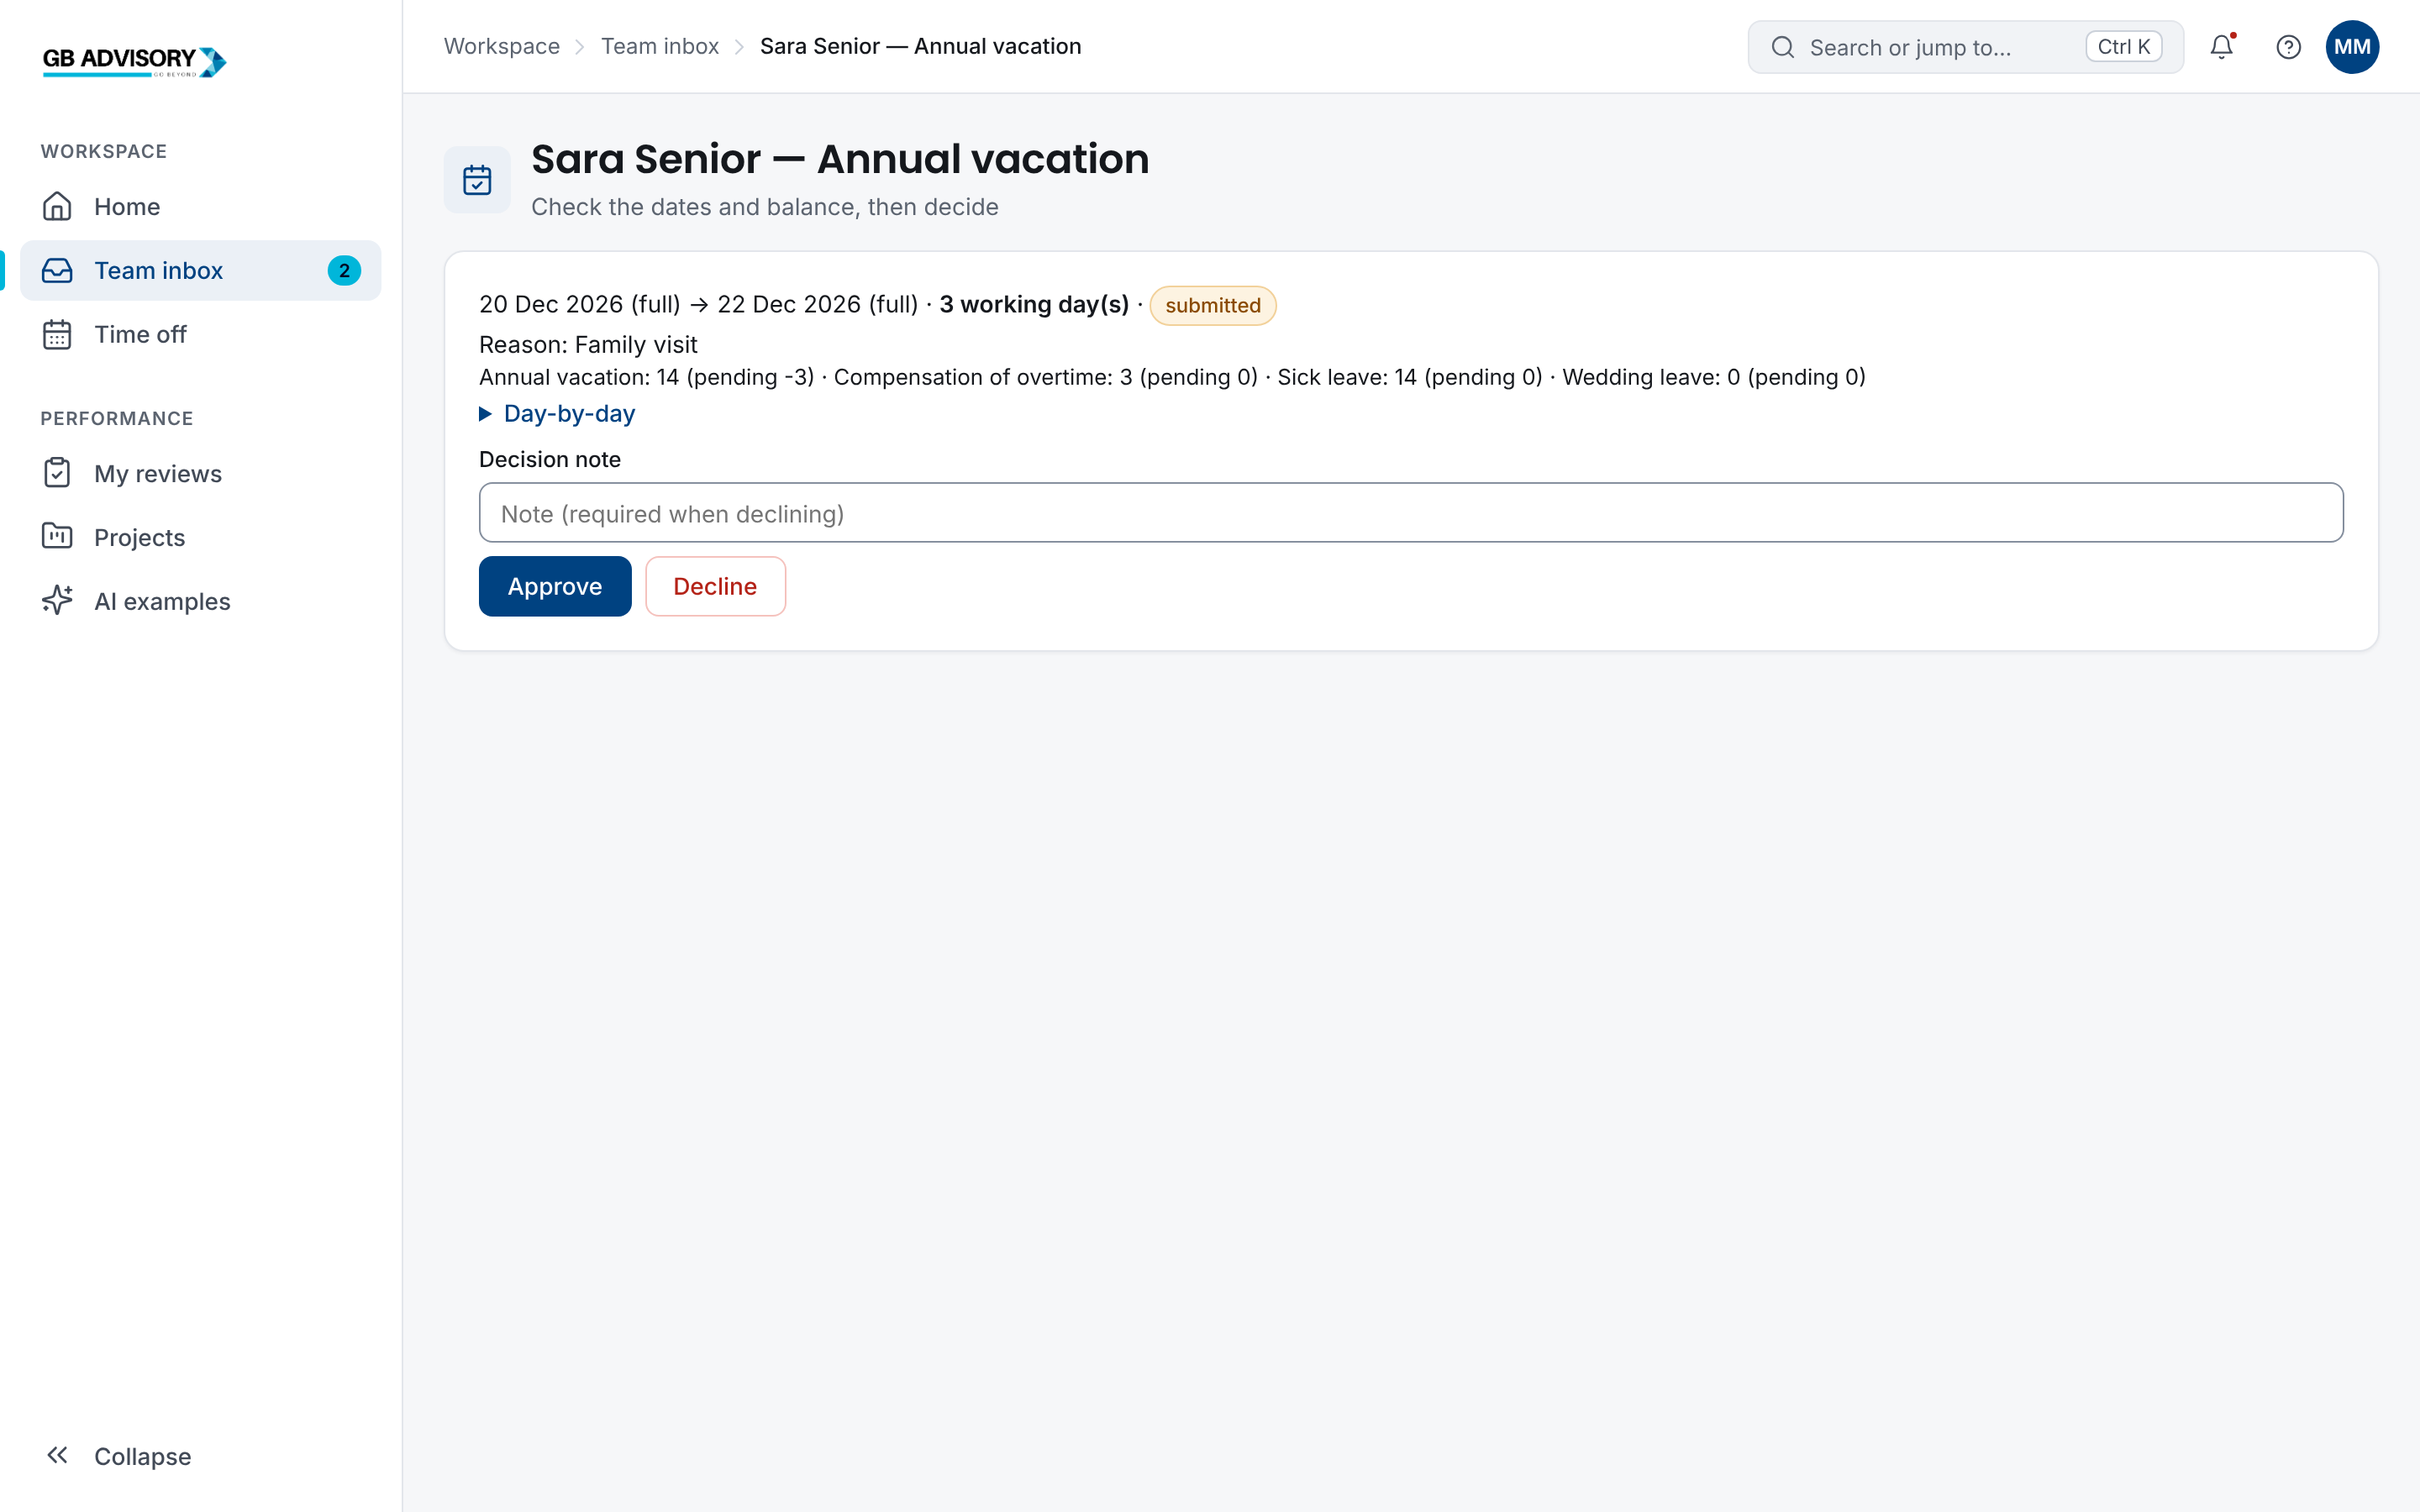 GB ADVISORY
GO BEYOND
WORKSPACE
Home
Team inbox 2
Time off
PERFORMANCE
My reviews
Projects
AI examples
Collapse
Workspace > Team inbox > Sara Senior — Annual vacation
Search or jump to... Ctrl K
MM
Sara Senior — Annual vacation
Check the dates and balance, then decide
20 Dec 2026 (full) → 22 Dec 2026 (full) · 3 working day(s) · submitted
Reason: Family visit
Annual vacation: 14 (pending -3) · Compensation of overtime: 3 (pending 0) · Sick leave: 14 (pending 0) · Wedding leave: 0 (pending 0)
Day-by-day
Decision note
Note (required when declining)
Approve Decline